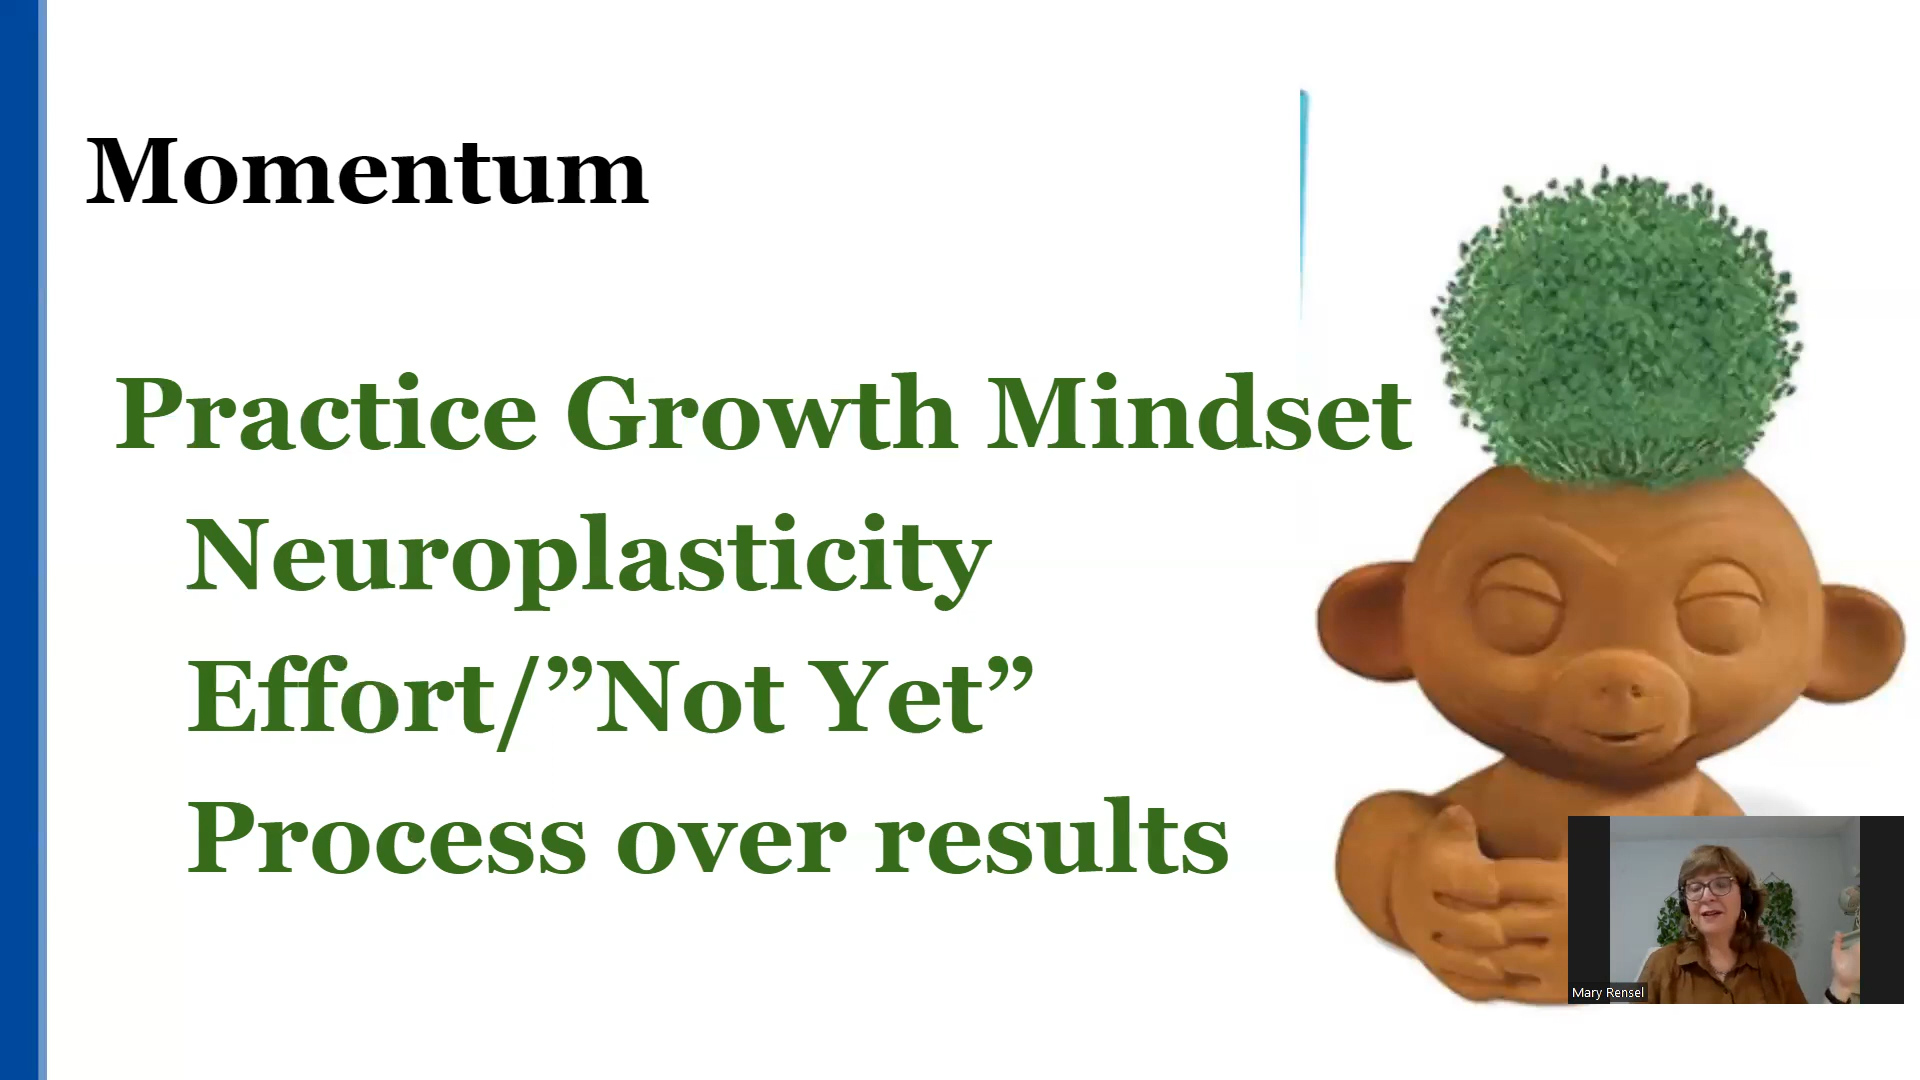 Momentum
Practice Growth Mindset
Neuroplasticity
Effort/”Not Yet”
Process over results
Mary Rensel